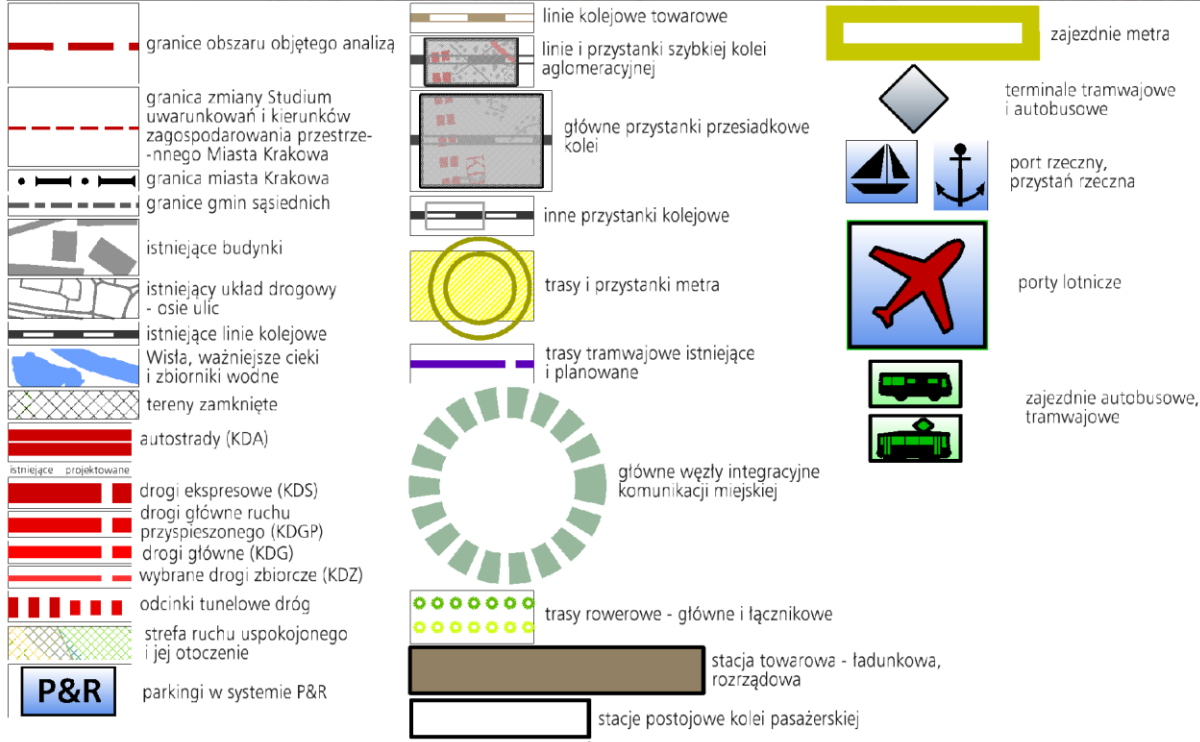 granice obszaru objętego analizą
granica zmiany Studium
uwarunkowań i kierunków
zagospodarowania przestrze-
-nnego Miasta Krakowa
granica miasta Krakowa
granice gmin sąsiednich
istniejące budynki
istniejący układ drogowy
- osie ulic
istniejące linie kolejowe
Wisła, ważniejsze cieki
i zbiorniki wodne
tereny zamknięte
autostrady (KDA)
istniejące projektowane
drogi ekspresowe (KDS)
drogi główne ruchu
przyspieszonego (KDGP)
drogi główne (KDG)
wybrane drogi zbiorcze (KDZ)
odcinki tunelowe dróg
strefa ruchu uspokojonego
i jej otoczenie
P&R
parkingi w systemie P&R
linie kolejowe towarowe
linie i przystanki szybkiej kolei
aglomeracyjnej
główne przystanki przesiadkowe
kolei
inne przystanki kolejowe
trasy i przystanki metra
trasy tramwajowe istniejące
i planowane
główne węzły integracyjne
komunikacji miejskiej
trasy rowerowe - główne i łącznikowe
stacja towarowa - ładunkowa,
rozrządowa
stacje postojowe kolei pasażerskiej
zajezdnie metra
terminale tramwajowe
i autobusowe
port rzeczny,
przystań rzeczna
porty lotnicze
zajezdnie autobusowe,
tramwajowe